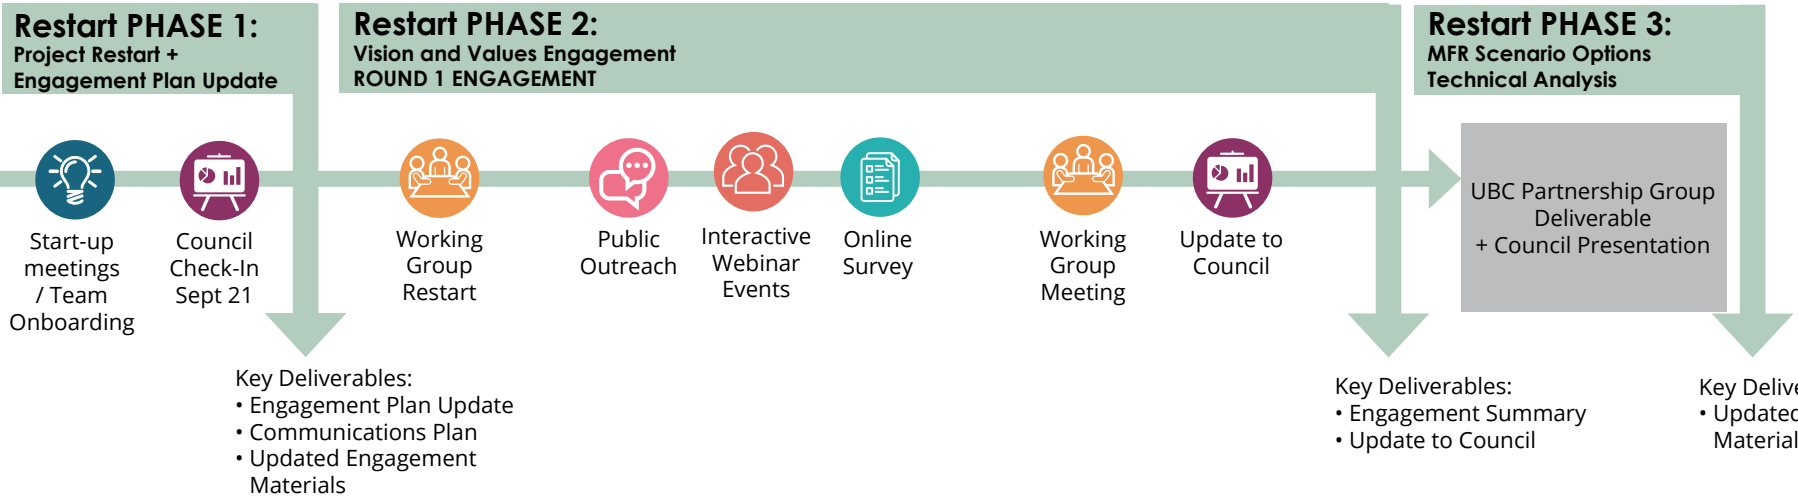 Restart PHASE 1:
Project Restart +
Engagement Plan Update
Restart PHASE 2:
Vision and Values Engagement
ROUND 1 ENGAGEMENT
Restart PHASE 3:
MFR Scenario Options
Technical Analysis
Start-up
meetings
/ Team
Onboarding
Council
Check-In
Sept 21
Working
Group
Restart
Public
Outreach
Interactive
Webinar
Events
Online
Survey
Working
Group
Meeting
Update to
Council
UBC Partnership Group
Deliverable
+ Council Presentation
Key Deliverables:
• Engagement Plan Update
• Communications Plan
• Updated Engagement
Materials
Key Deliverables:
• Engagement Summary
• Update to Council
Key
•